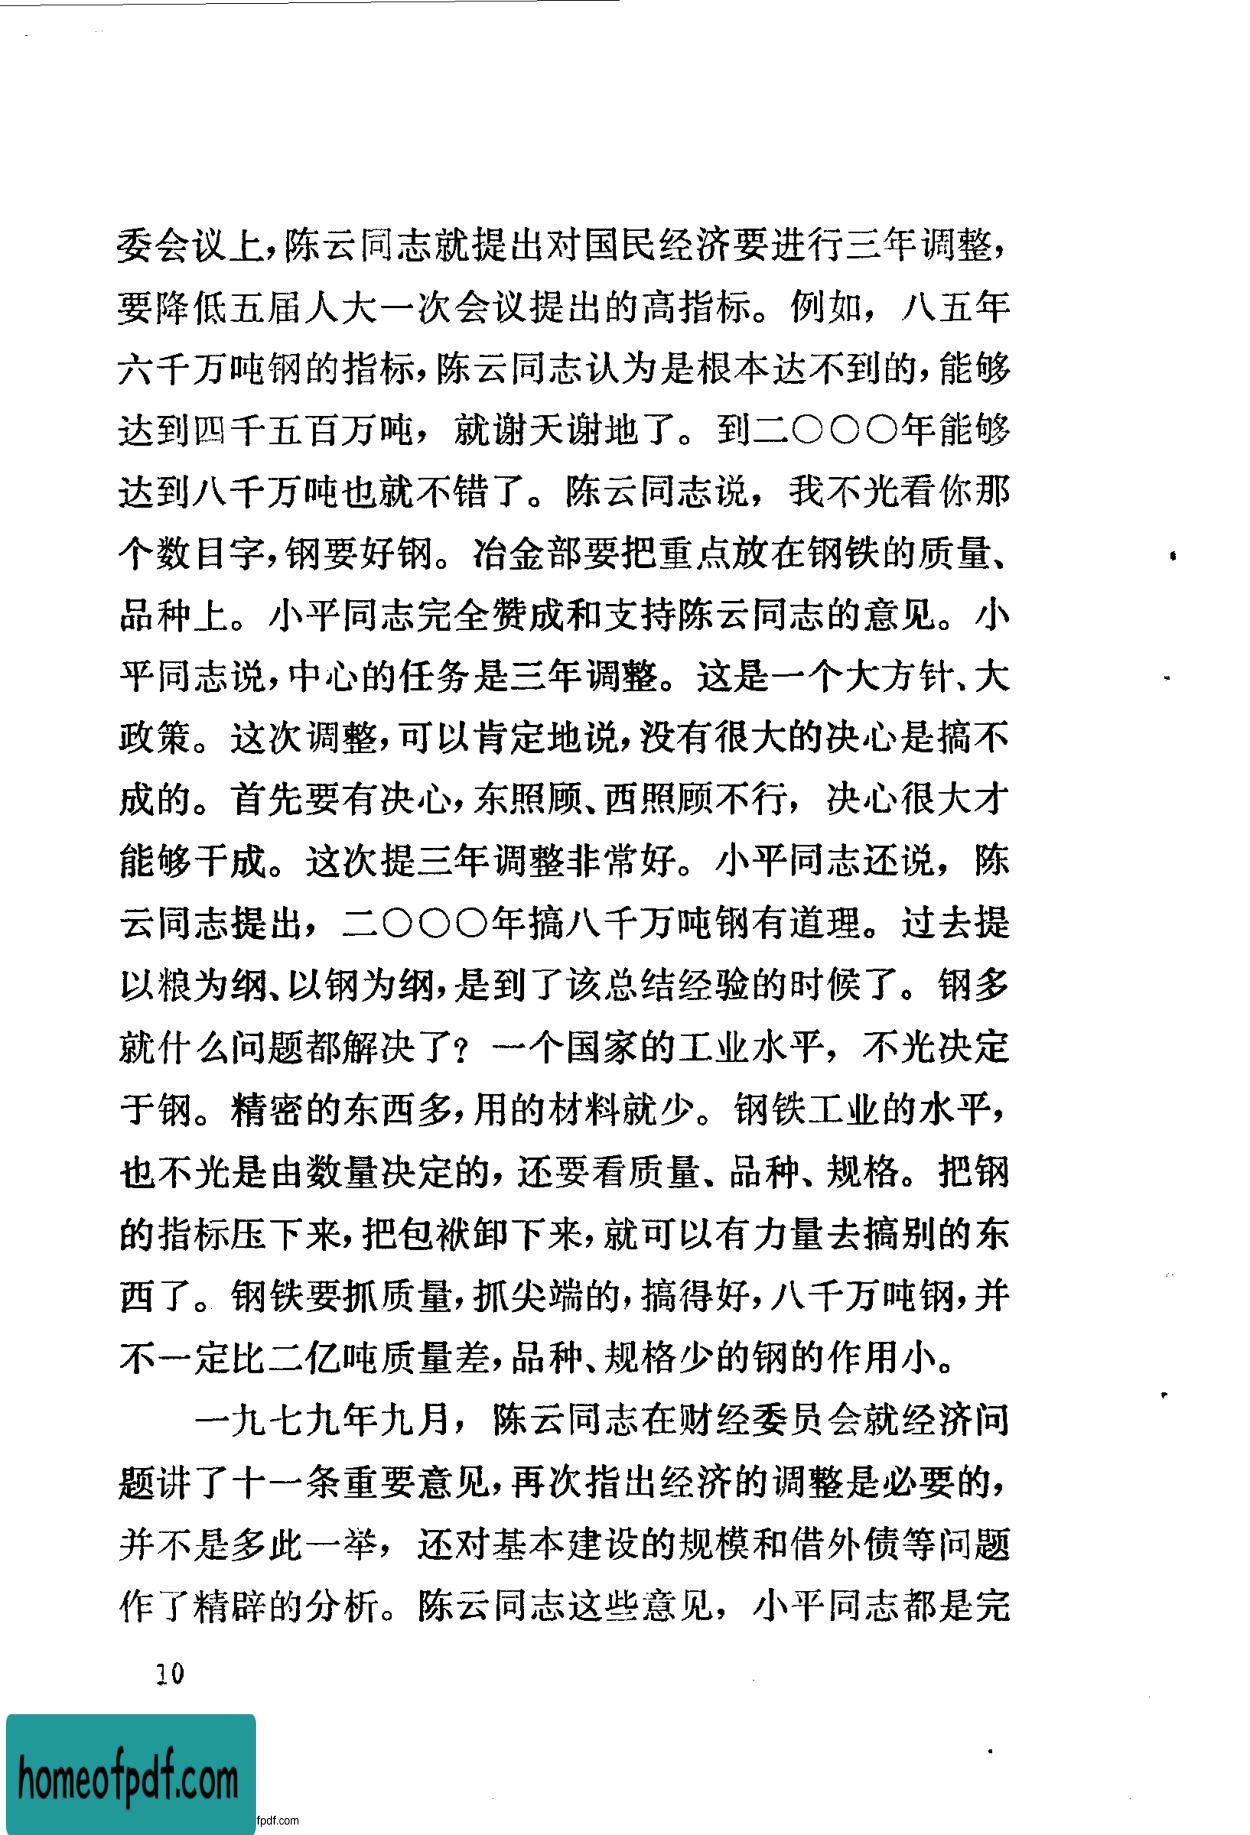 委会议上，陈云同志就提出对国民经济要进行三年调整，
要降低五届人大一次会议提出的高指标。例如，八五年
六千万吨钢的指标，陈云同志认为是根本达不到的，能够
达到四千五百万吨，就谢天谢地了。到二〇〇〇年能够
达到八千万吨也就不错了。陈云同志说，我不光看你那
个数目字，钢要好钢。冶金部要把重点放在钢铁的质量、
品种上。小平同志完全赞成和支持陈云同志的意见。小
平同志说，中心的任务是三年调整。这是一个大方针、大
政策。这次调整，可以肯定地说，没有很大的决心是搞不
成的。首先要有决心，东照顾、西照顾不行，决心很大才
能够干成。这次提三年调整非常好。小平同志还说，陈
云同志提出，二〇〇〇年搞八千万吨钢有道理。过去提
以粮为纲、以钢为纲，是到了该总结经验的时候了。钢多
就什么问题都解决了？一个国家的工业水平，不光决定
于钢。精密的东西多，用的材料就少。钢铁工业的水平，
也不光是由数量决定的，还要看质量、品种、规格。把钢
的指标压下来，把包袱卸下来，就可以有力量去搞别的东
西了。钢铁要抓质量，抓尖端的，搞得好，八千万吨钢，并
不一定比二亿吨质量差，品种、规格少的钢的作用小。
一九七九年九月，陈云同志在财经委员会就经济问
题讲了十一条重要意见，再次指出经济的调整是必要的，
并不是多此一举，还对基本建设的规模和借外债等问题
作了精辟的分析。陈云同志这些意见，小平同志都是完
10
homeofpdf.com
fpdf.com